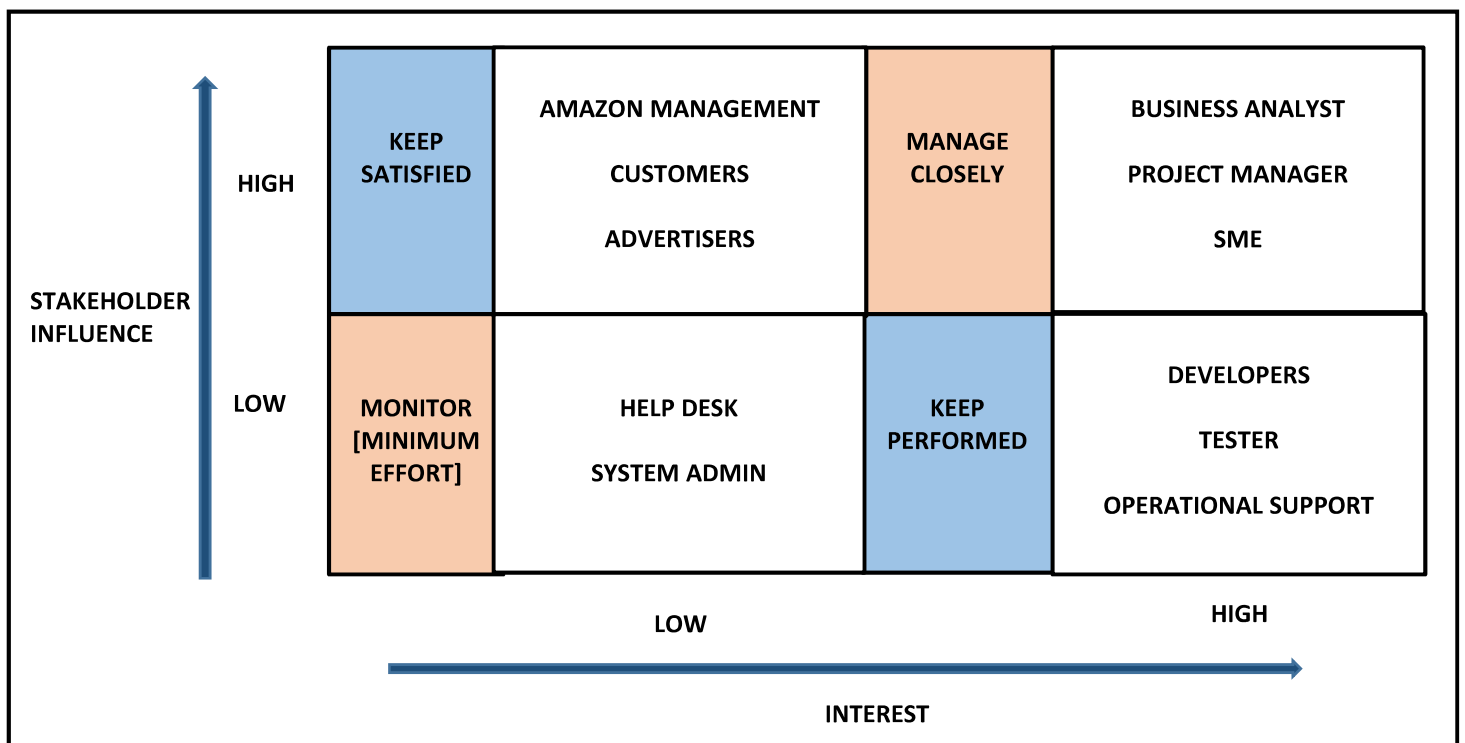 KEEP
SATISFIED
AMAZON MANAGEMENT
CUSTOMERS
ADVERTISERS
MANAGE
CLOSELY
BUSINESS ANALYST
PROJECT MANAGER
SME
HIGH
STAKEHOLDER
INFLUENCE
LOW
MONITOR
[MINIMUM
EFFORT]
HELP DESK
SYSTEM ADMIN
KEEP
PERFORMED
DEVELOPERS
TESTER
OPERATIONAL SUPPORT
LOW
HIGH
INTEREST